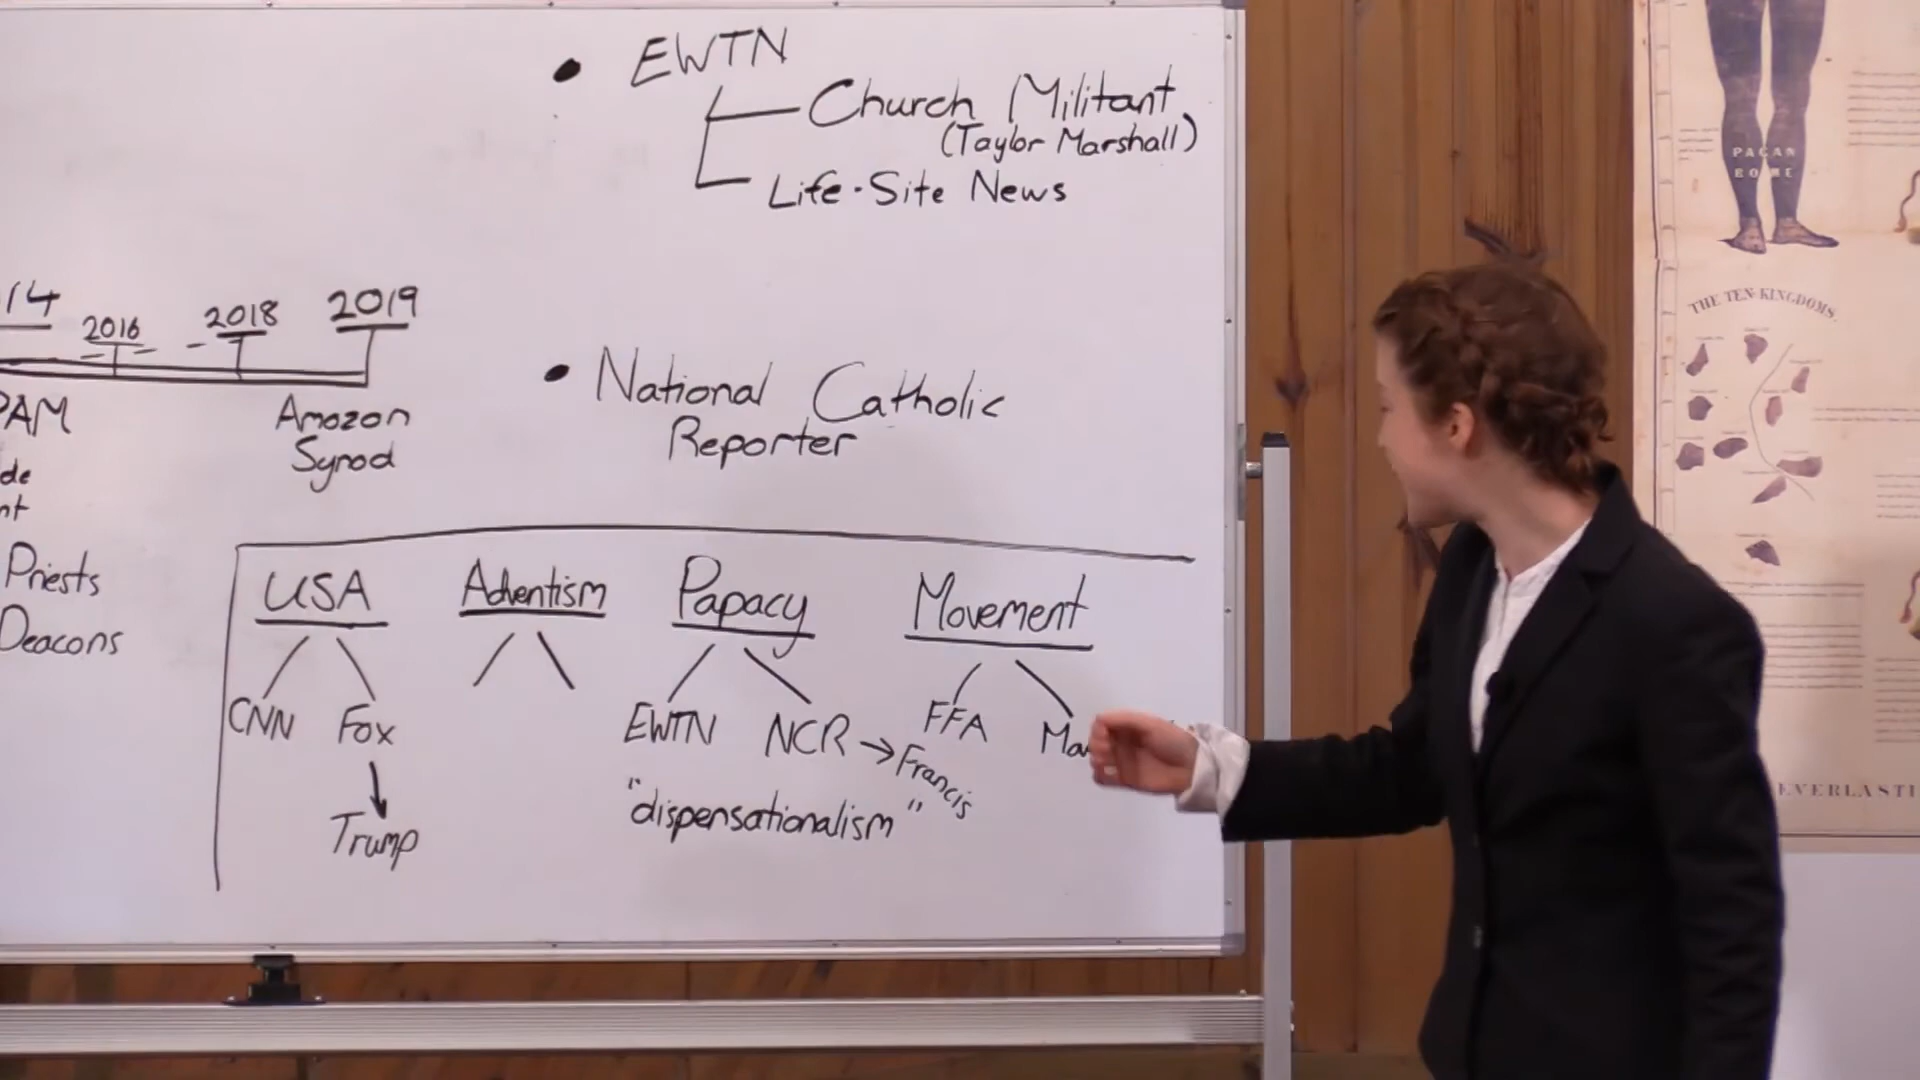 EWTN
Church Militant
(Taylor Marshall)
Life-Site News
14
2016
2018
2019
PAM
Amazon
Synod
de
nt
Priests
Deacons
National Catholic
Reporter
USA
Adventism
Papacy
Movement
CNN
Fox
EWTN
NCR → Francis
FFA
Trump
"dispensationalism"
PAGAN
ROME
THE TEN KINGDOMS.
EVERLASTI